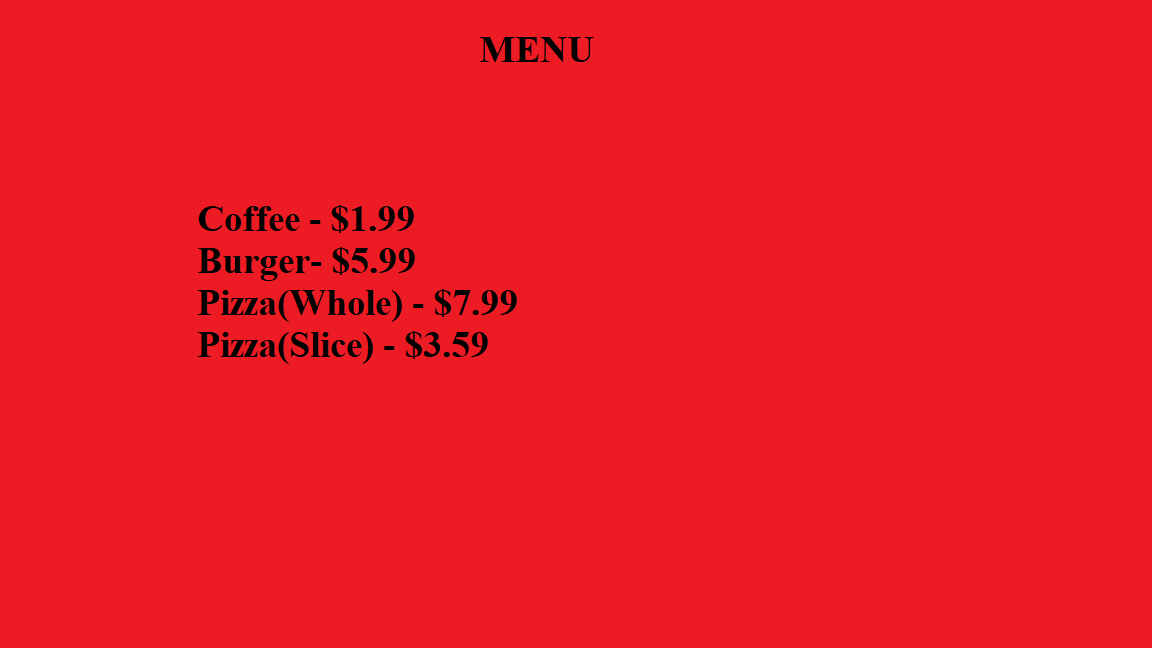 MENU
Coffee - $1.99
Burger- $5.99
Pizza(Whole) - $7.99
Pizza(Slice) - $3.59